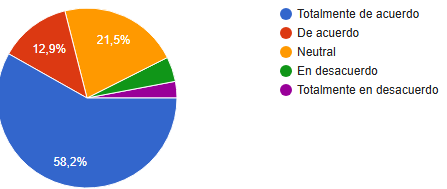 Totalmente de acuerdo
De acuerdo
Neutral
En desacuerdo
Totalmente en desacuerdo
12,9%
21,5%
58,2%